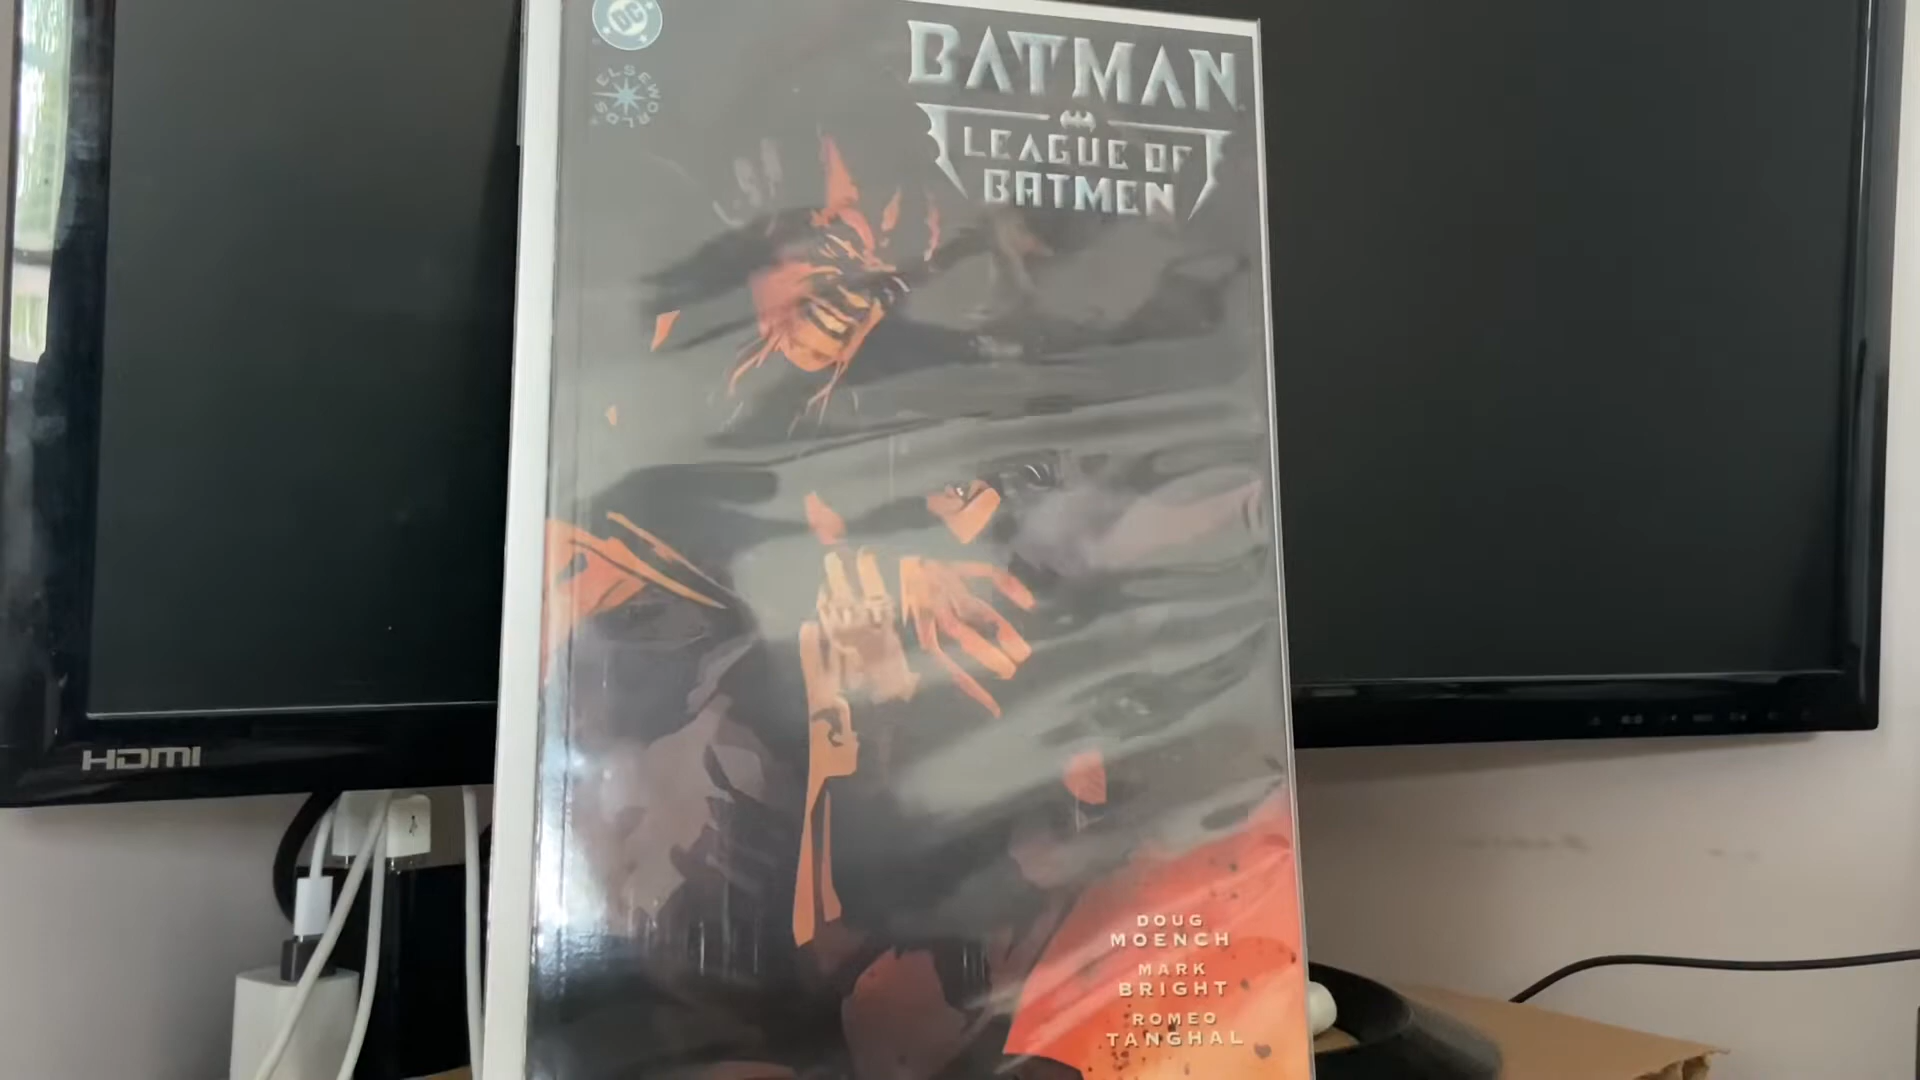 DC
ELSEWORLDS
BATMAN
LEAGUE OF
BATMEN
DOUG
MOENCH
MARK
BRIGHT
ROMEO
TANGHAL
HDMI